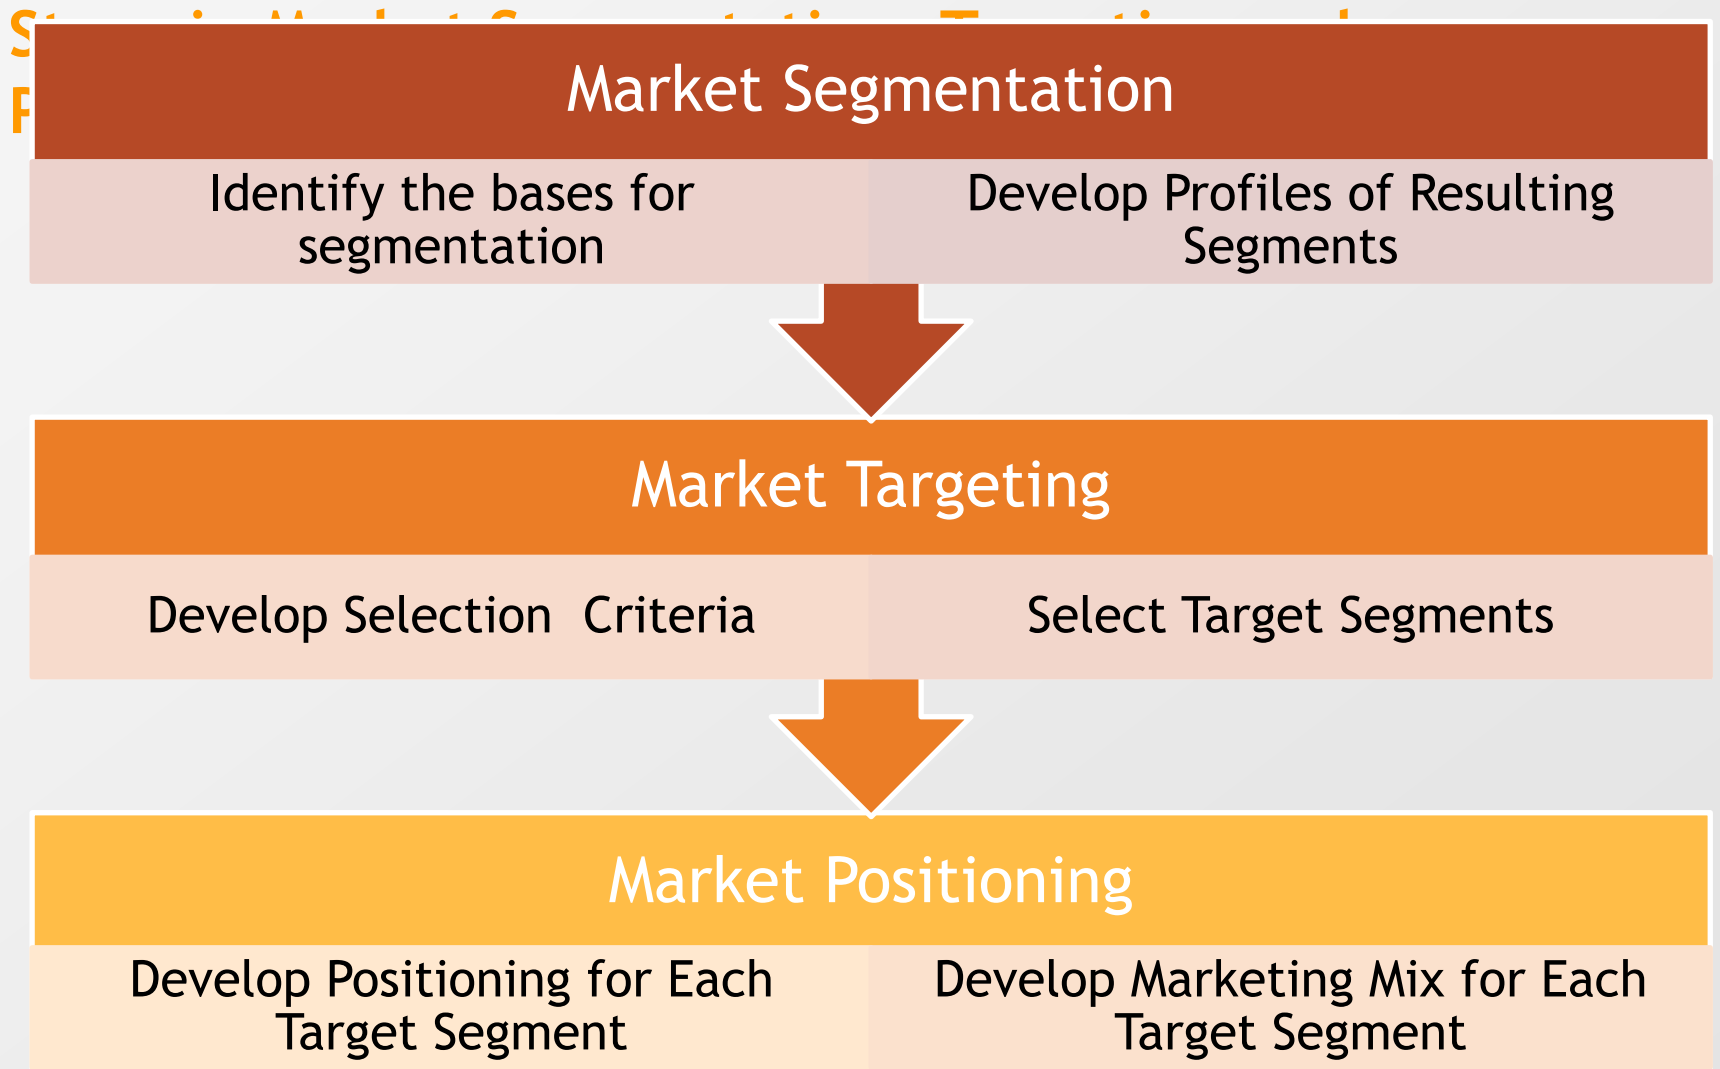 Market Segmentation
Identify the bases for
segmentation
Develop Profiles of Resulting
Segments
Market Targeting
Develop Selection  Criteria
Select Target Segments
Market Positioning
Develop Positioning for Each
Target Segment
Develop Marketing Mix for Each
Target Segment